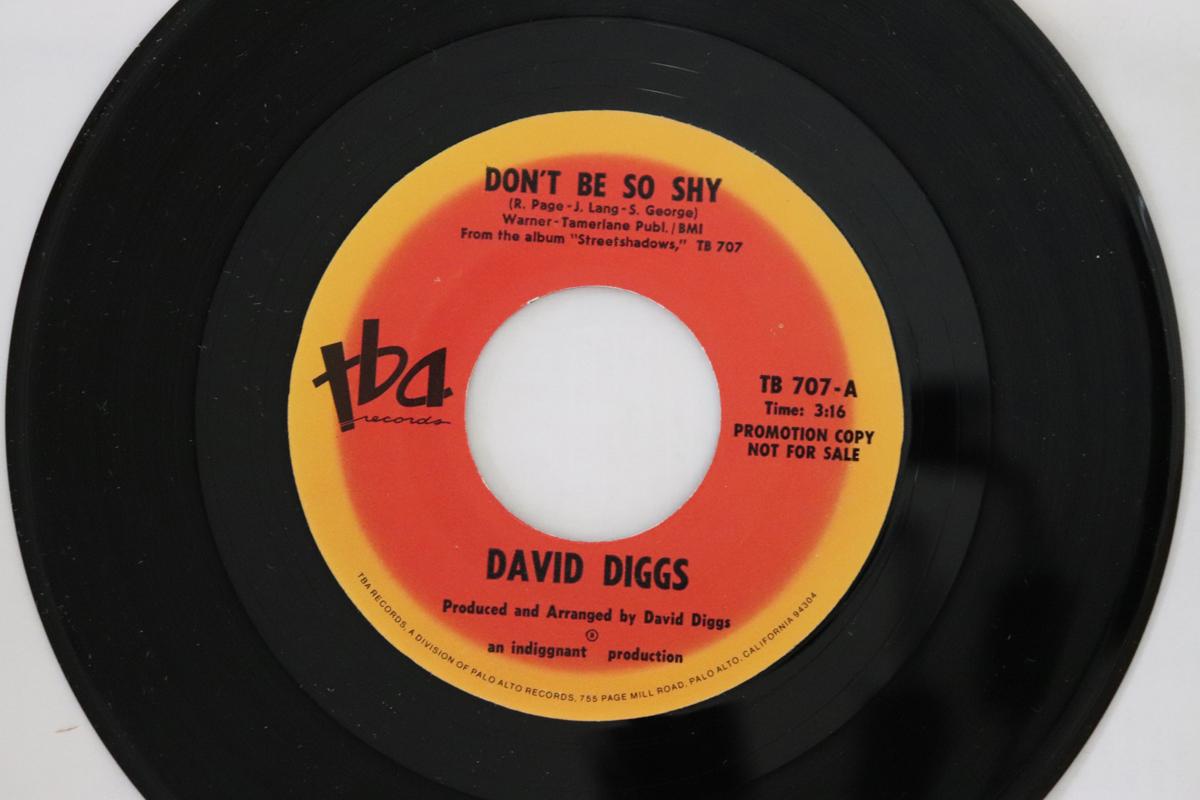 DON'T BE SO SHY
(R. Page - J. Lang - S. George)
Warner - Tamerlane Publ. / BMI
From the album "Streetshadows," TB 707
tba
records
TB 707 - A
Time: 3:16
PROMOTION COPY
NOT FOR SALE
DAVID DIGGS
Produced and Arranged by David Diggs
an indiggnant ® production
TBA RECORDS, A DIVISION OF PALO ALTO RECORDS, 755 PAGE MILL ROAD, PALO ALTO, CALIFORNIA 94304